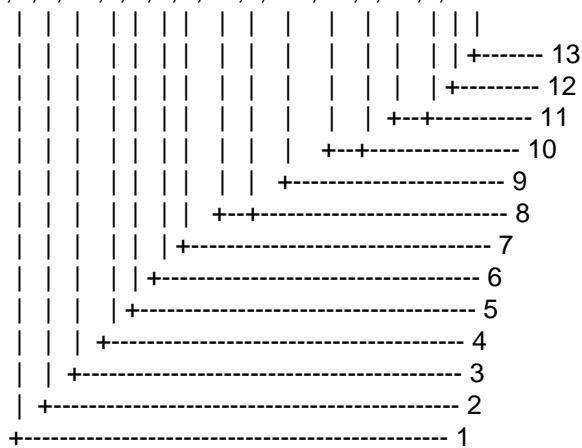 , , , , , , , , , , , , , ,
| | | | | | | | | | | | | | | | |
| | | | | | | | | | | | | | | +------- 13
| | | | | | | | | | | | | | +--------- 12
| | | | | | | | | | | | +--+----------- 11
| | | | | | | | | | +--+----------------- 10
| | | | | | | | | +----------------------- 9
| | | | | | | +--+--------------------------- 8
| | | | | | +-------------------------------- 7
| | | | | +----------------------------------- 6
| | | |+------------------------------------- 5
| | | +--------------------------------------- 4
| | +------------------------------------------ 3
| +-------------------------------------------- 2
+---------------------------------------------- 1